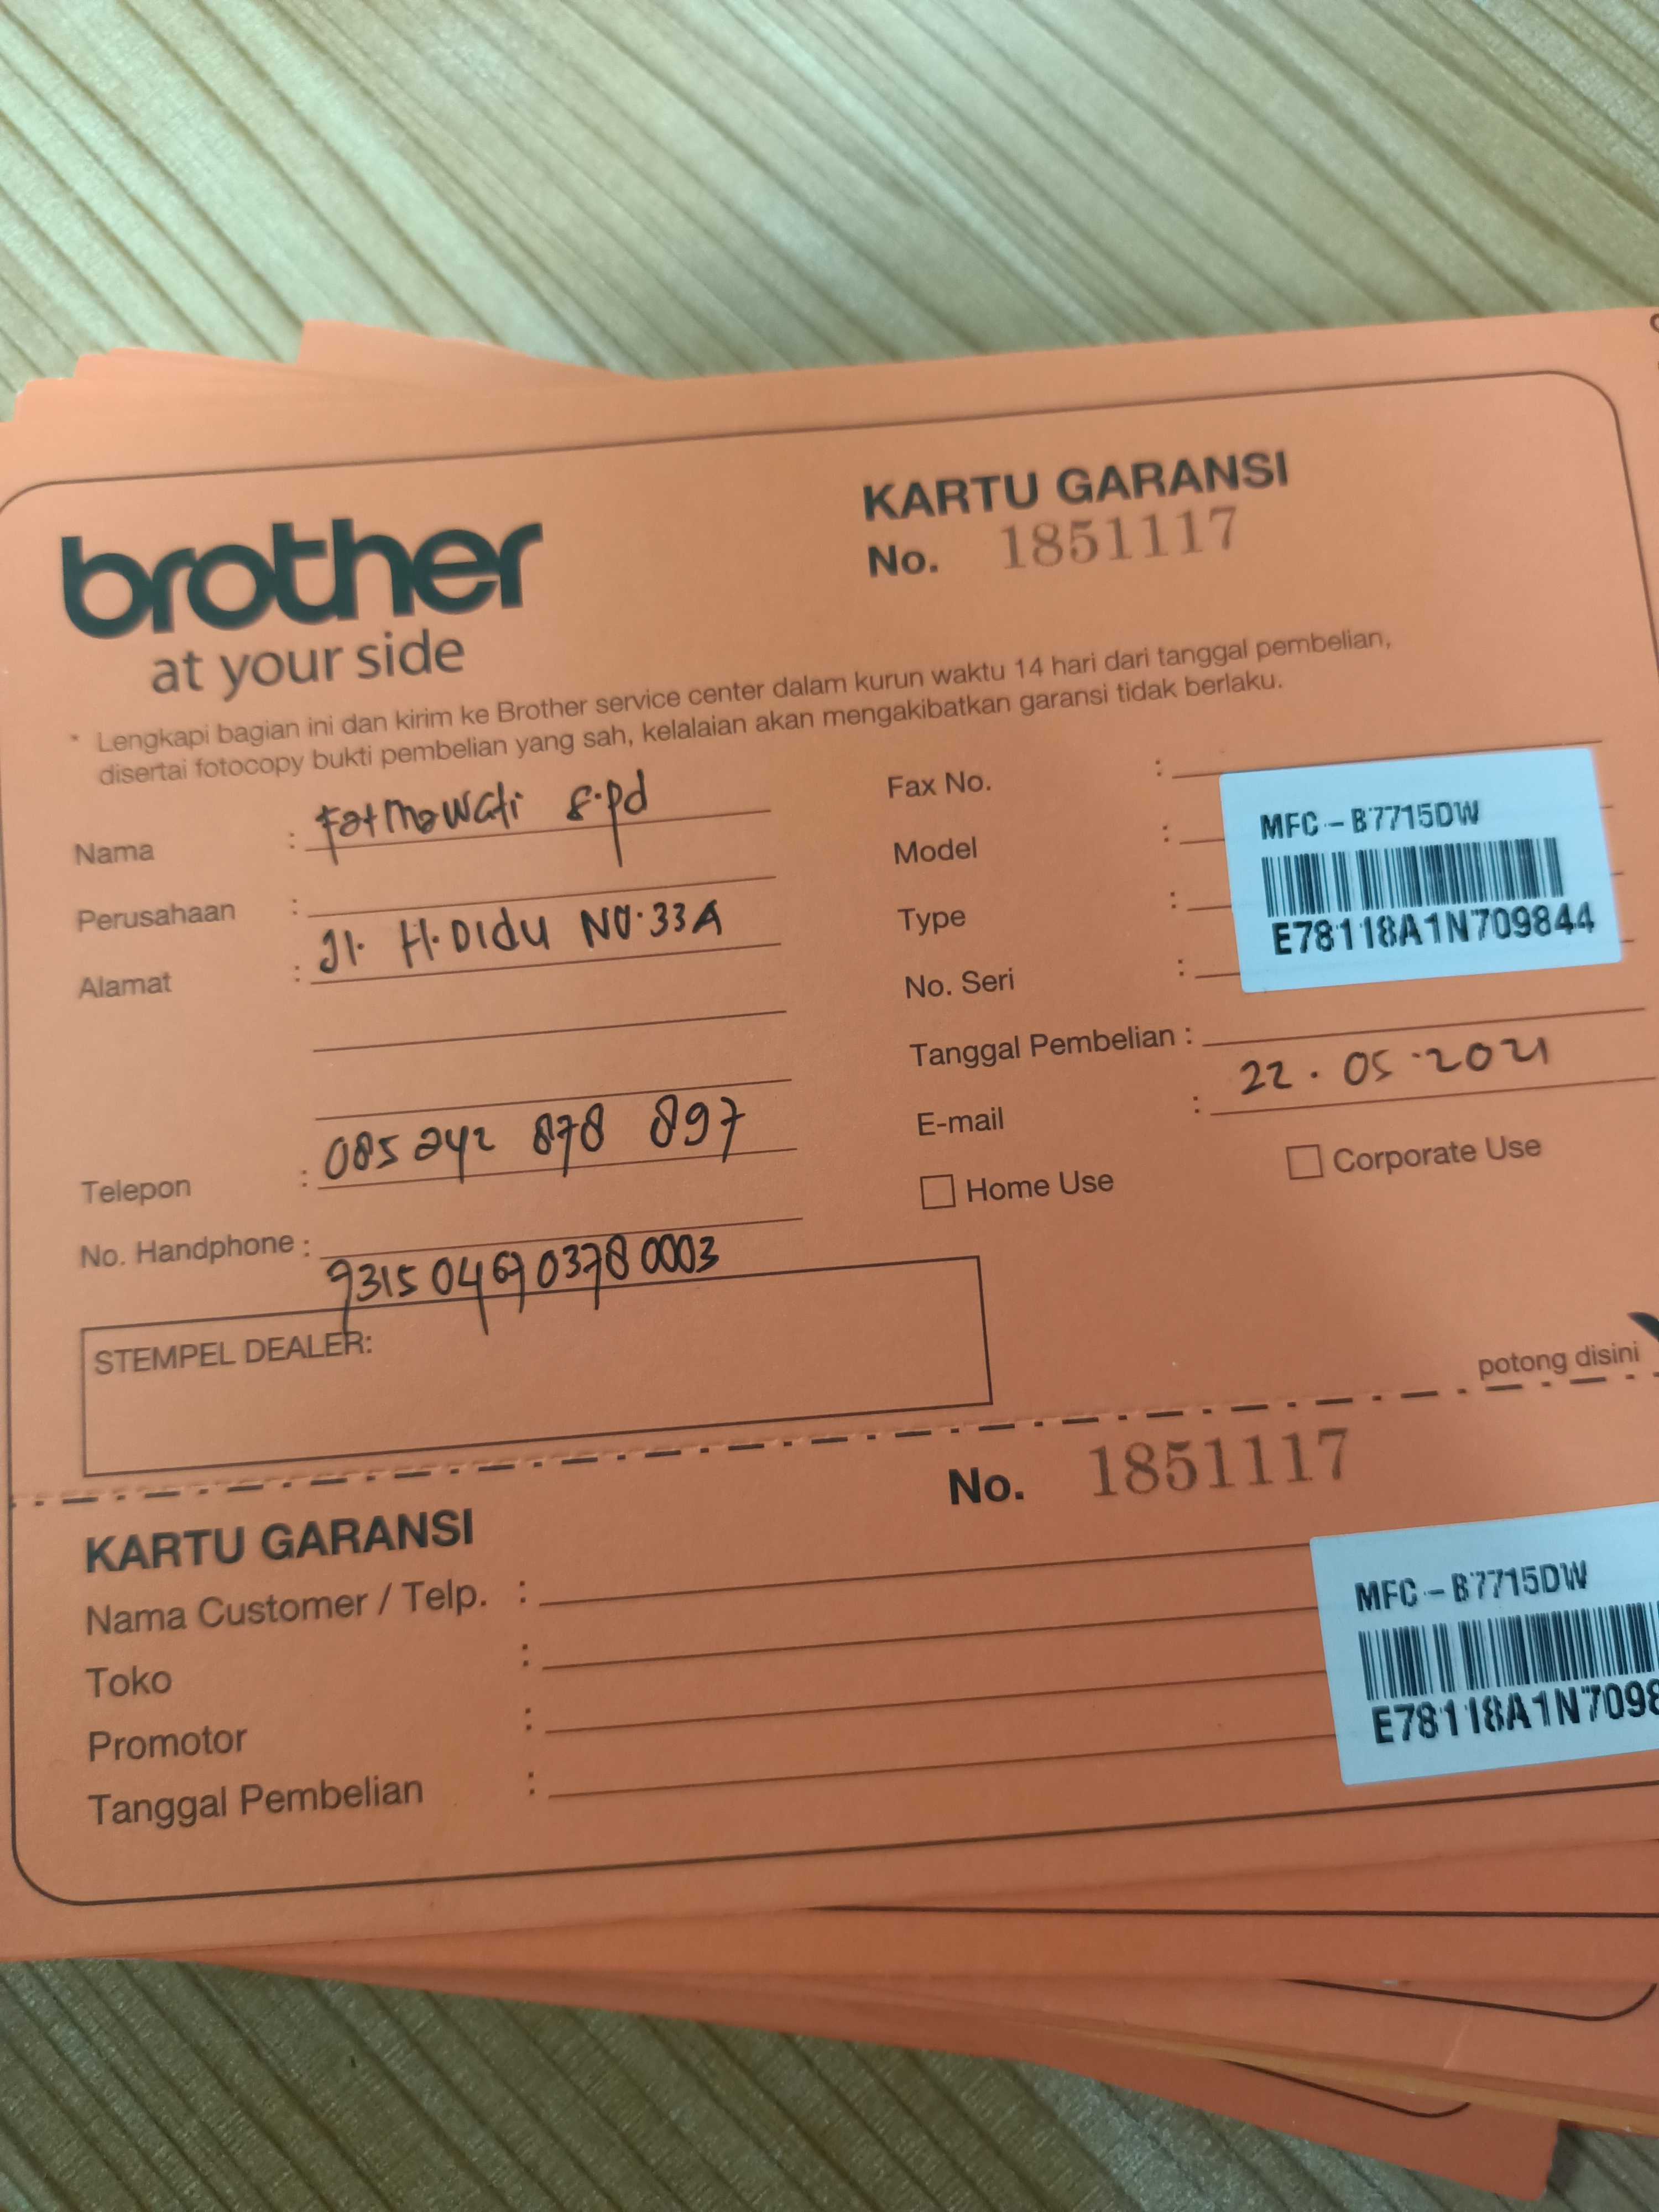 brother
at your side
KARTU GARANSI
No. 1851117
* Lengkapi bagian ini dan kirim ke Brother service center dalam kurun waktu 14 hari dari tanggal pembelian,
disertai fotocopy bukti pembelian yang sah, kelalaian akan mengakibatkan garansi tidak berlaku.
Nama : Fatmawati S.pd
Perusahaan :
Alamat : Jl. H. Didu NO. 33A
Telepon : 085 242 878 897
No. Handphone :
9315 0467 0378 0003
Fax No. :
Model :
Type :
No. Seri :
MFC-B7715DW
E78118A1N709844
Tanggal Pembelian :
22.05.2021
E-mail :
Home Use
Corporate Use
STEMPEL DEALER:
potong disini
KARTU GARANSI
No. 1851117
Nama Customer / Telp. :
Toko :
Promotor :
Tanggal Pembelian :
MFC-B7715DW
E78118A1N709